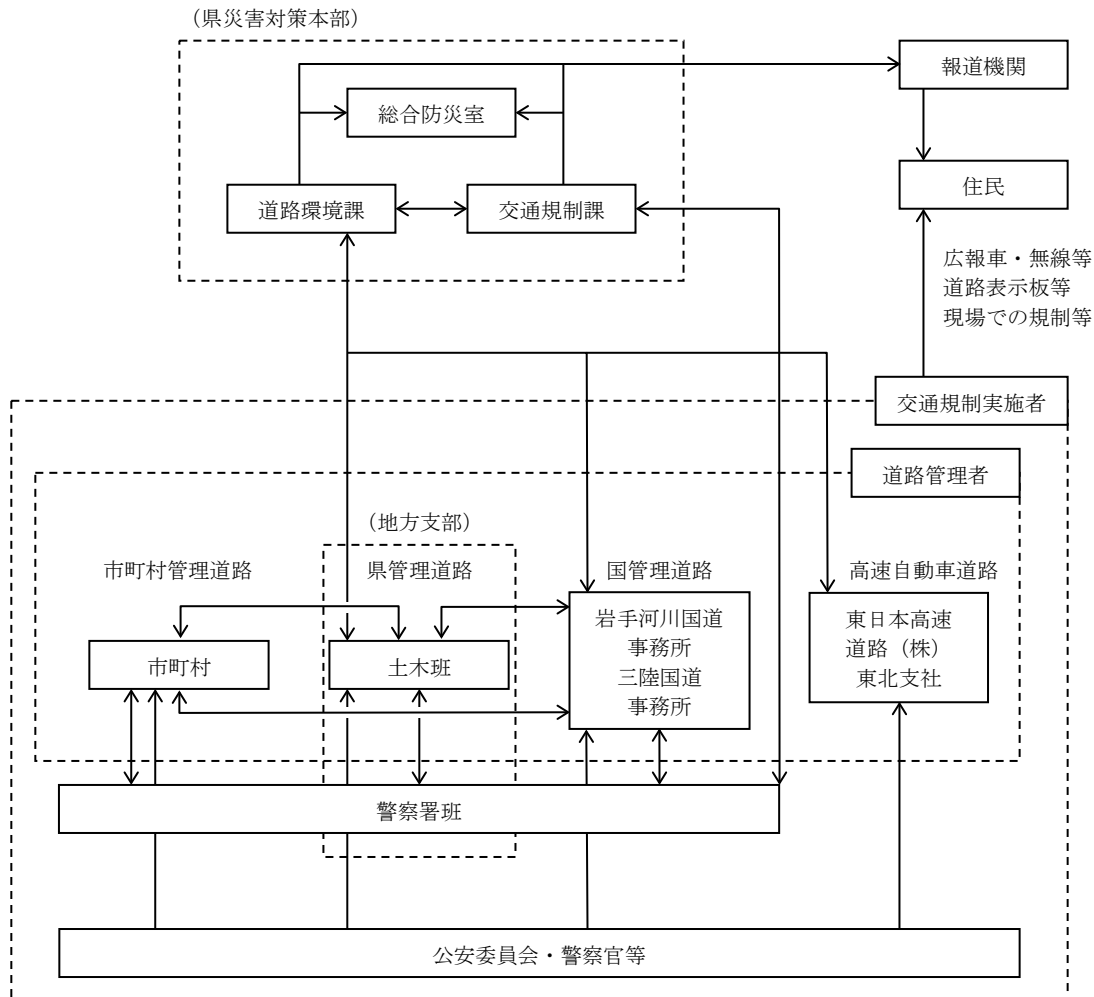 （県災害対策本部）
報道機関
総合防災室
住民
道路環境課
交通規制課
広報車・無線等
道路表示板等
現場での規制等
交通規制実施者
道路管理者
（地方支部）
市町村管理道路
県管理道路
国管理道路
高速自動車道路
市町村
土木班
岩手河川国道
事務所
三陸国道
事務所
東日本高速
道路（株）
東北支社
警察署班
公安委員会・警察官等